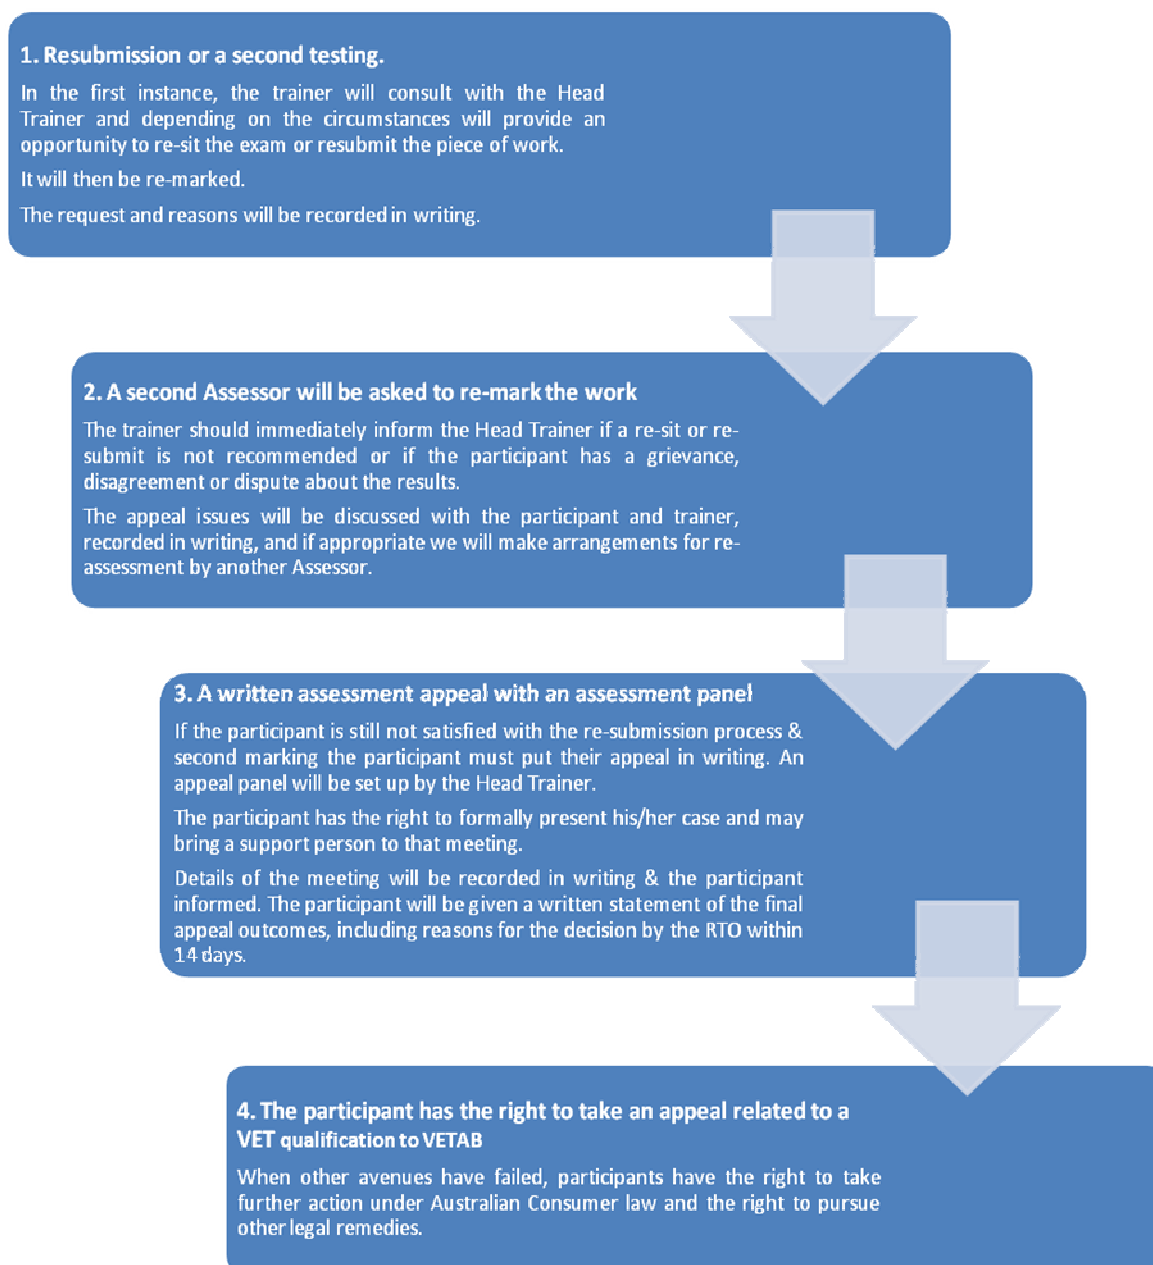 1. Resubmission or a second testing.
In the first instance, the trainer will consult with the Head
Trainer and depending on the circumstances will provide an
opportunity to re-sit the exam or resubmit the piece of work.
It will then be re-marked.
The request and reasons will be recorded in writing.
2. A second Assessor will be asked to re-mark the work
The trainer should immediately inform the Head Trainer if a re-sit or re-
submit is not recommended or if the participant has a grievance,
disagreement or dispute about the results.
The appeal issues will be discussed with the participant and trainer,
recorded in writing, and if appropriate we will make arrangements for re-
assessment by another Assessor.
3. A written assessment appeal with an assessment panel
If the participant is still not satisfied with the re-submission process &
second marking the participant must put their appeal in writing. An
appeal panel will be set up by the Head Trainer.
The participant has the right to formally present his/her case and may
bring a support person to that meeting.
Details of the meeting will be recorded in writing & the participant
informed. The participant will be given a written statement of the final
appeal outcomes, including reasons for the decision by the RTO within
14 days.
4. The participant has the right to take an appeal related to a
VET qualification to VETAB
When other avenues have failed, participants have the right to take
further action under Australian Consumer law and the right to pursue
other legal remedies.